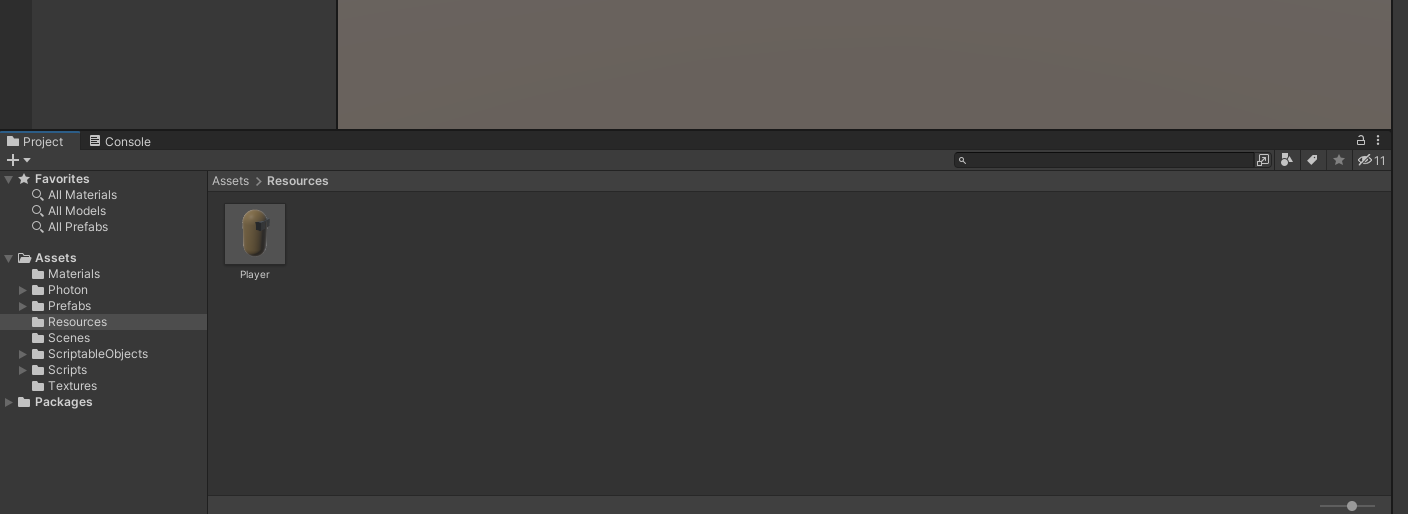 Project
Console
11
Favorites
All Materials
All Models
All Prefabs
Assets
Materials
Photon
Prefabs
Resources
Scenes
ScriptableObjects
Scripts
Textures
Packages
Assets > Resources
Player